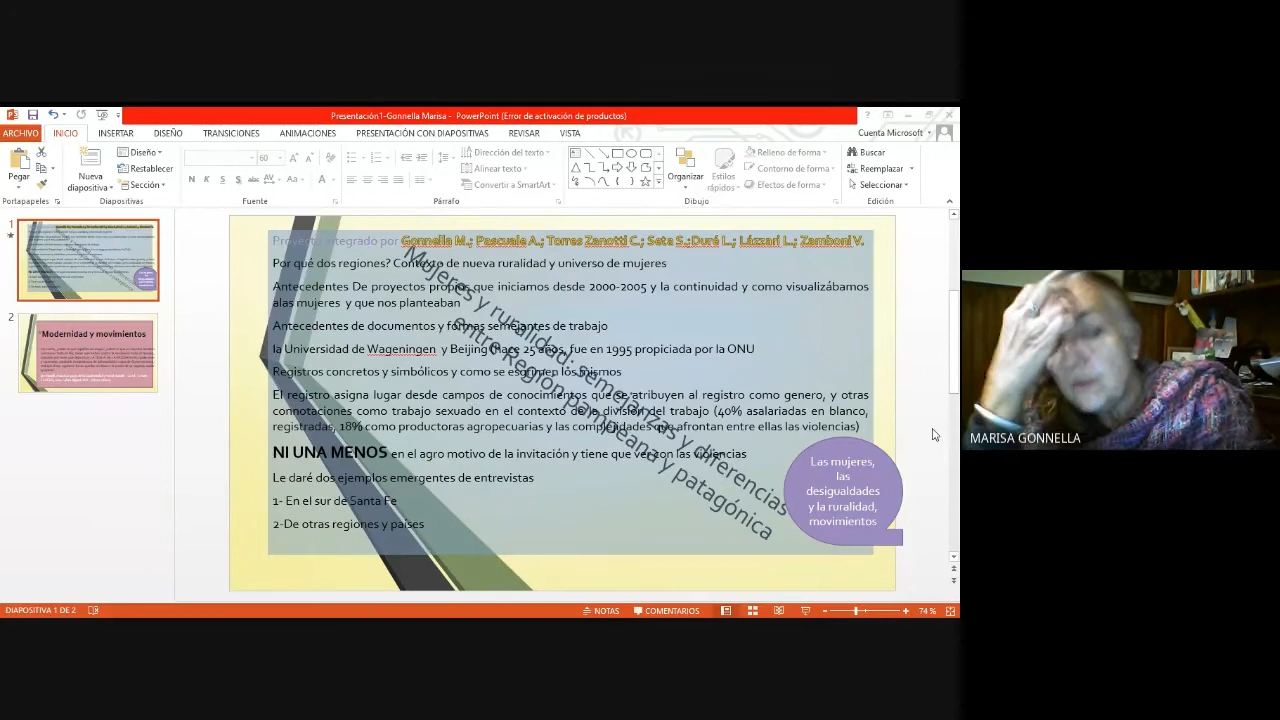 Presentación1-Gonnella Marisa - PowerPoint (Error de activación de productos)
ARCHIVO INICIO INSERTAR DISEÑO TRANSICIONES ANIMACIONES PRESENTACIÓN CON DIAPOSITIVAS REVISAR VISTA Cuenta Microsoft
Pegar
Nueva diapositiva
Diseño
Restablecer
Sección
60
N K S S abc AV Aa A
Dirección del texto
Alinear texto
Convertir a SmartArt
Organizar
Estilos rápidos
Relleno de forma
Contorno de forma
Efectos de forma
Buscar
Reemplazar
Seleccionar
Portapapeles Diapositivas Fuente Párrafo Dibujo Edición
1
2
Modernidad y movimientos
Proyecto integrado por Gonnella M.; Pascuala A.; Torres Zanotti C.; Seta S.;Duré L.; Lázzari L.; Zamboni V.
Por qué dos regiones? Contexto de nueva ruralidad y universo de mujeres
Antecedentes De proyectos propios que iniciamos desde 2000-2005 y la continuidad y como visualizábamos
alas mujeres y que nos planteaban
Antecedentes de documentos y formas semejantes de trabajo
la Universidad de Wageningen y Beijing hace 25 años, fue en 1995 propiciada por la ONU
Registros concretos y simbólicos y como se esgrimen los mismos
El registro asigna lugar desde campos de conocimientos que se atribuyen al registro como genero, y otras
connotaciones como trabajo sexuado en el contexto de la división del trabajo (40% asalariadas en blanco,
registradas, 18% como productoras agropecuarias y las complejidades que afrontan entre ellas las violencias)
NI UNA MENOS en el agro motivo de la invitación y tiene que ver con las violencias
Le daré dos ejemplos emergentes de entrevistas
1- En el sur de Santa Fe
2-De otras regiones y países
Mujeres y ruralidad: Semejanzas y diferencias
entre región pampeana y patagónica
Las mujeres,
las
desigualdades
y la ruralidad,
movimientos
MARISA GONNELLA
DIAPOSITIVA 1 DE 2 NOTAS COMENTARIOS 74 %